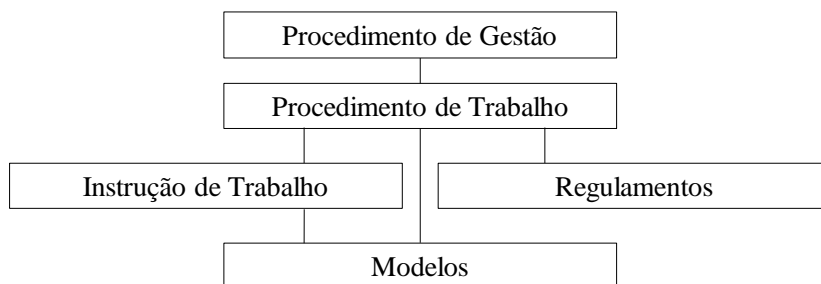 Procedimento de Gestão
Procedimento de Trabalho
Instrução de Trabalho
Regulamentos
Modelos